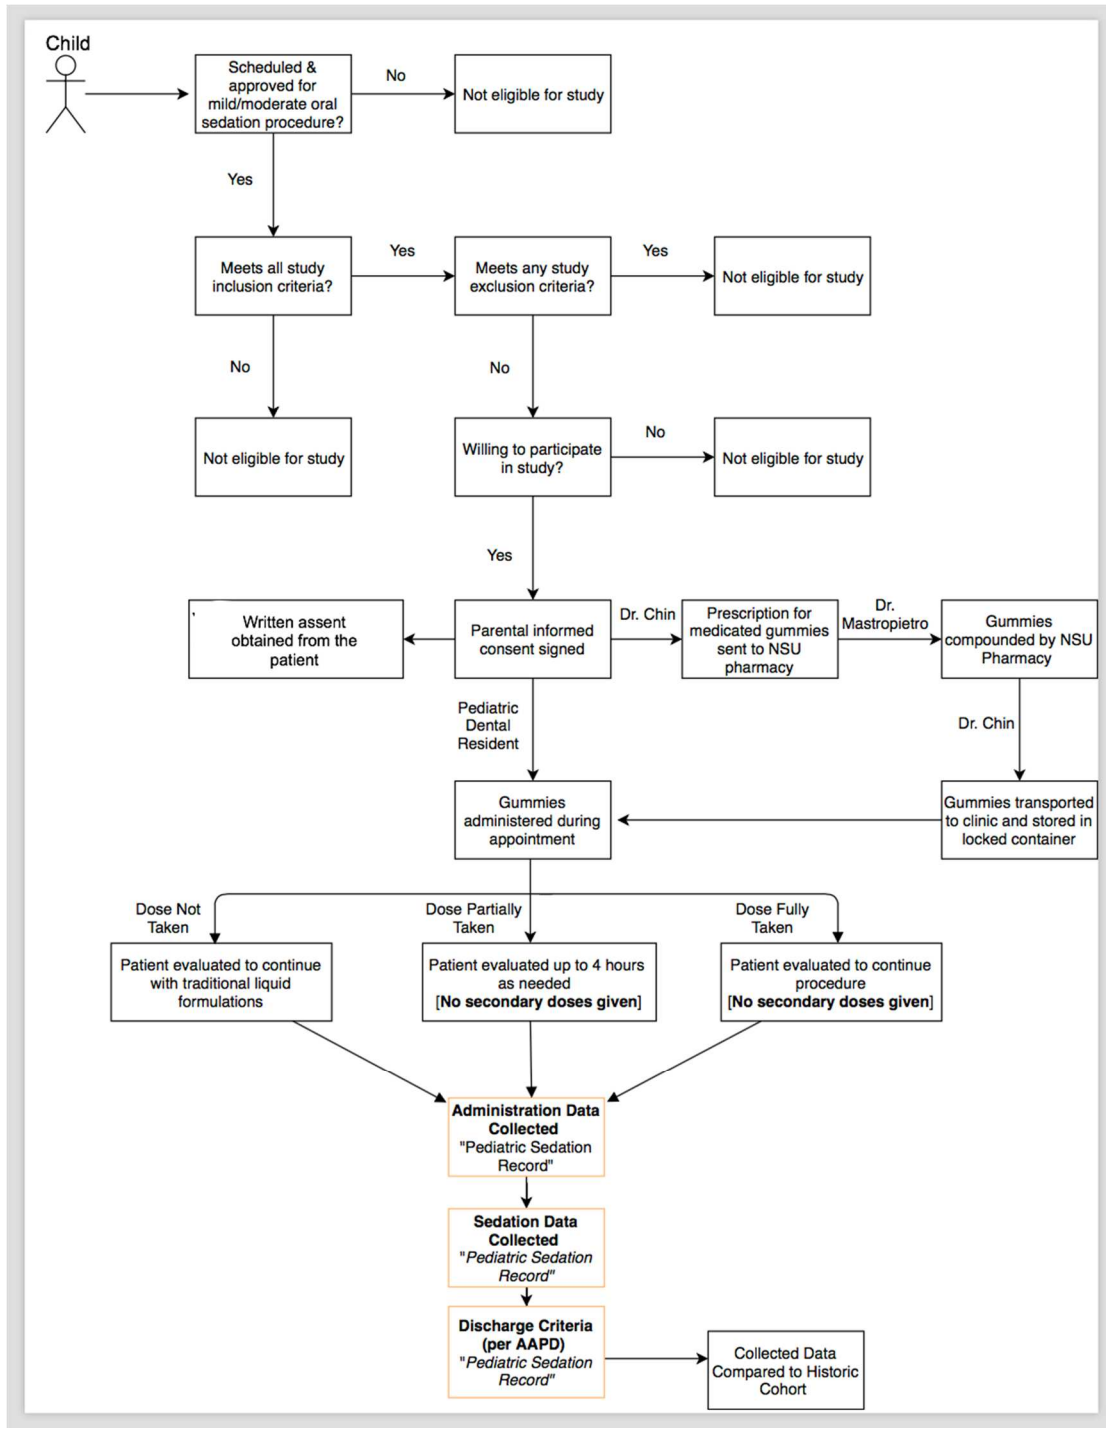 Child
Scheduled &
approved for
mild/moderate oral
sedation procedure?
No
Not eligible for study
Yes
Meets all study
inclusion criteria?
Yes
Meets any study
exclusion criteria?
Yes
Not eligible for study
No
No
Not eligible for study
Willing to participate
in study?
No
Not eligible for study
Yes
Written assent
obtained from the
patient
Parental informed
consent signed
Dr. Chin
Prescription for
medicated gummies
sent to NSU
pharmacy
Dr.
Mastropietro
Gummies
compounded by NSU
Pharmacy
Pediatric
Dental
Resident
Dr. Chin
Gummies
administered during
appointment
Gummies transported
to clinic and stored in
locked container
Dose Not
Taken
Dose Partially
Taken
Dose Fully
Taken
Patient evaluated to continue
with traditional liquid
formulations
Patient evaluated up to 4 hours
as needed
[No secondary doses given]
Patient evaluated to continue
procedure
[No secondary doses given]
Administration Data
Collected
"Pediatric Sedation
Record"
Sedation Data
Collected
"Pediatric Sedation
Record"
Discharge Criteria
(per AAPD)
"Pediatric Sedation
Record"
Collected Data
Compared to Historic
Cohort